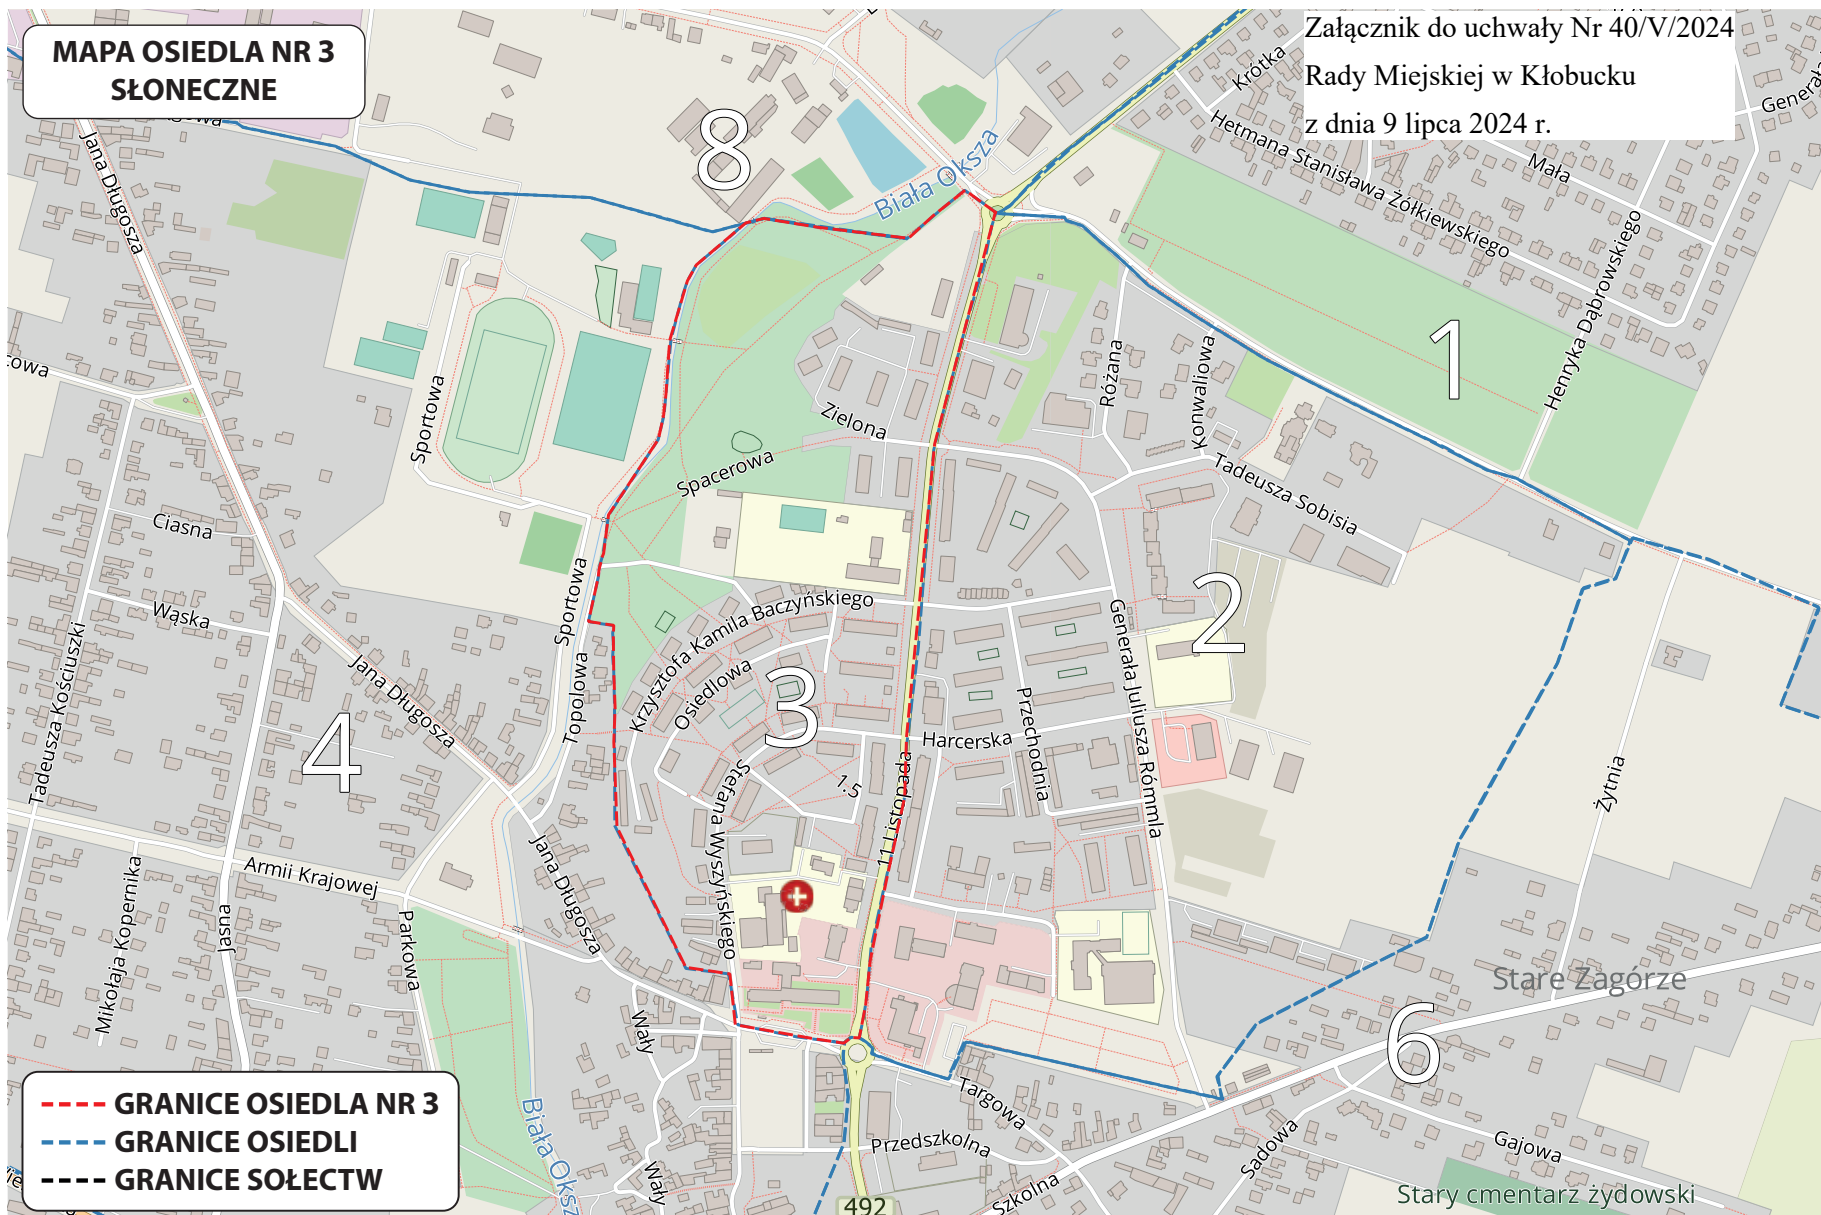 MAPA OSIEDLA NR 3
SŁONECZNE
Załącznik do uchwały Nr 40/V/2024
Rady Miejskiej w Kłobucku
z dnia 9 lipca 2024 r.
Krótka
Hetmana Stanisława Żółkiewskiego
Mała
Henryka Dąbrowskiego
8
Biała Oksza
Jana Długosza
1
Różana
Konwaliowa
Sportowa
Zielona
Spacerowa
Tadeusza Sobisia
Ciasna
Wąska
Tadeusza Kościuszki
Jana Długosza
Sportowa
Topolowa
Krzysztofa Kamila Baczyńskiego
Osiedlowa
3
2
Generała Juliusza Rómmla
Przechodnia
Harcerska
4
Stefana Wyszyńskiego
1.5
11 Listopada
Żytnia
Armii Krajowej
Jana Długosza
Mikołaja Kopernika
Jasna
Parkowa
Stare Zagórze
6
Wały
Targowa
Przedszkolna
Sadowa
Gajowa
Szkolna
Wały
492
Stary cmentarz żydowski
GRANICE OSIEDLA NR 3
GRANICE OSIEDLI
GRANICE SOŁECTW